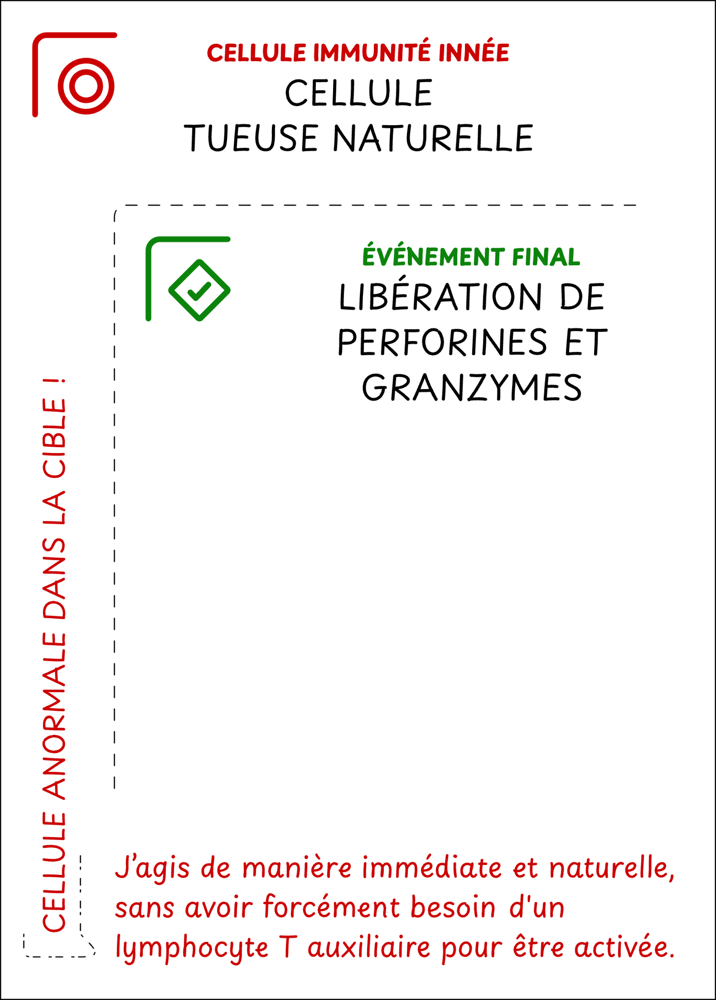 CELLULE IMMUNITÉ INNÉE
CELLULE
TUEUSE NATURELLE
ÉVÉNEMENT FINAL
LIBÉRATION DE
PERFORINES ET
GRANZYMES
CELLULE ANORMALE DANS LA CIBLE !
J’agis de manière immédiate et naturelle,
sans avoir forcément besoin d'un
lymphocyte T auxiliaire pour être activée.